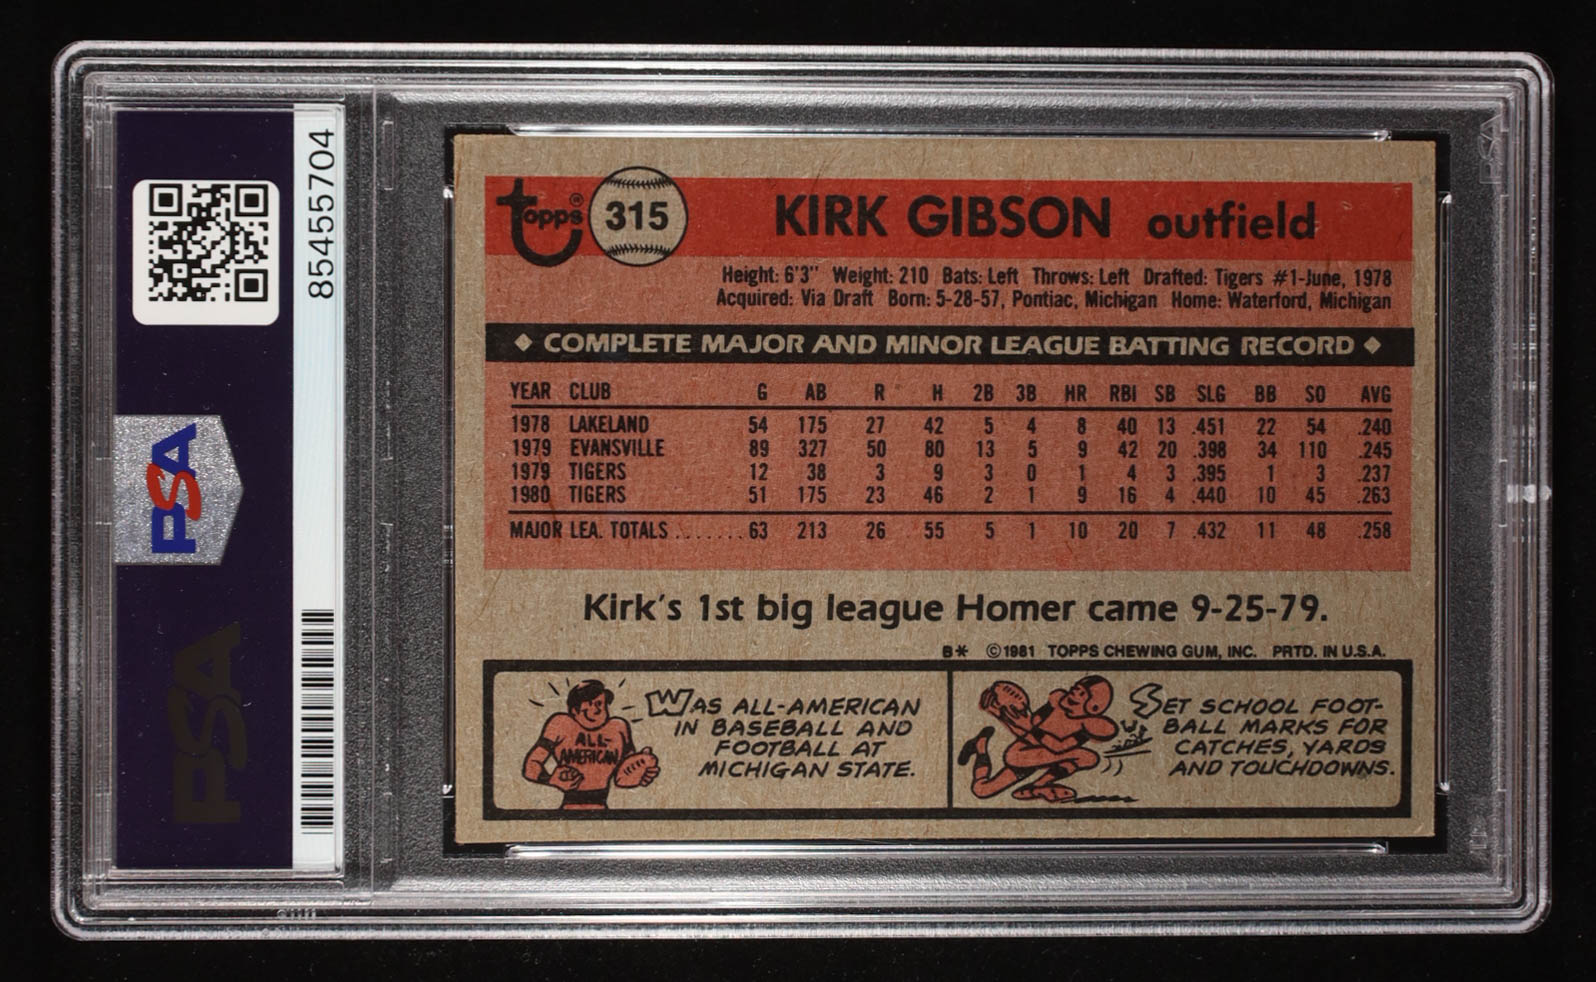 85455704
PSA
PSA
PSA
Topps® 315 KIRK GIBSON outfield
Height: 6'3" Weight: 210 Bats: Left Throws: Left Drafted: Tigers #1-June, 1978
Acquired: Via Draft Born: 5-28-57, Pontiac, Michigan Home: Waterford, Michigan
◆ COMPLETE MAJOR AND MINOR LEAGUE BATTING RECORD ◆
YEAR CLUB G AB R H 2B 3B HR RBI SB SLG BB SO AVG
1978 LAKELAND 54 175 27 42 5 4 8 40 13 .451 22 54 .240
1979 EVANSVILLE 89 327 50 80 13 5 9 42 20 .398 34 110 .245
1979 TIGERS 12 38 3 9 3 0 1 4 3 .395 1 3 .237
1980 TIGERS 51 175 23 46 2 1 9 16 4 .440 10 45 .263
MAJOR LEA. TOTALS ....... 63 213 26 55 5 1 10 20 7 .432 11 48 .258
Kirk's 1st big league Homer came 9-25-79.
B* ©1981 TOPPS CHEWING GUM, INC. PRTD. IN U.S.A.
WAS ALL-AMERICAN
IN BASEBALL AND
FOOTBALL AT
MICHIGAN STATE.
ALL-
AMERICAN
SET SCHOOL FOOT-
BALL MARKS FOR
CATCHES, YARDS
AND TOUCHDOWNS.